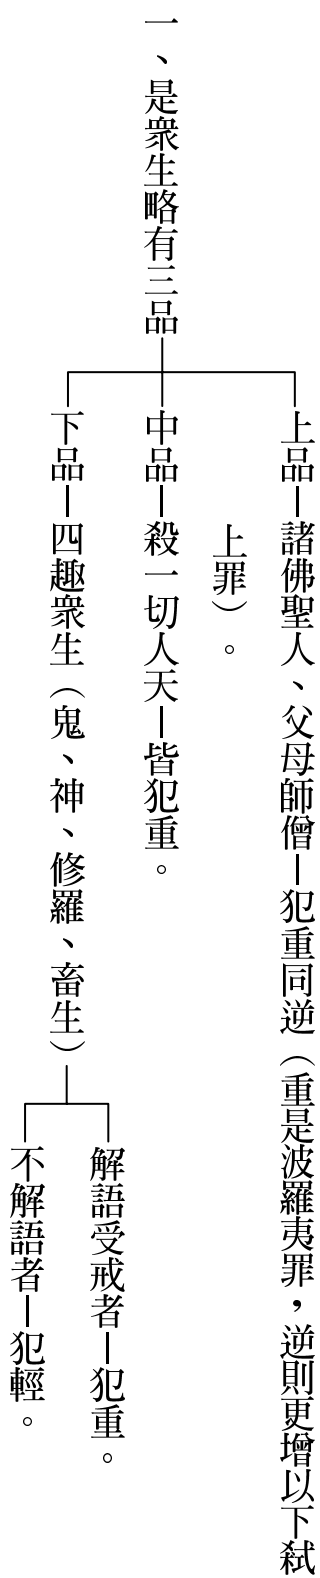 一、是衆生略有三品
上品—諸佛聖人、父母師僧—犯重同逆（重是波羅夷罪，逆則更增以下弒
上罪）。
中品—殺一切人天—皆犯重。
下品—四趣衆生（鬼、神、修羅、畜生）
解語受戒者—犯重。
不解語者—犯輕。